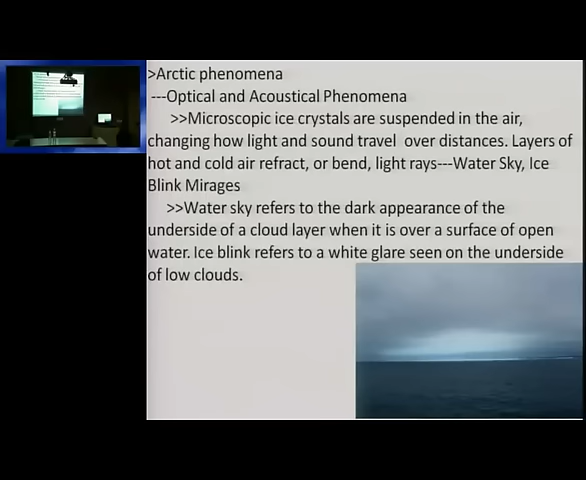 >Arctic phenomena
---Optical and Acoustical Phenomena
>>Microscopic ice crystals are suspended in the air,
changing how light and sound travel over distances. Layers of
hot and cold air refract, or bend, light rays---Water Sky, Ice
Blink Mirages
>>Water sky refers to the dark appearance of the
underside of a cloud layer when it is over a surface of open
water. Ice blink refers to a white glare seen on the underside
of low clouds.